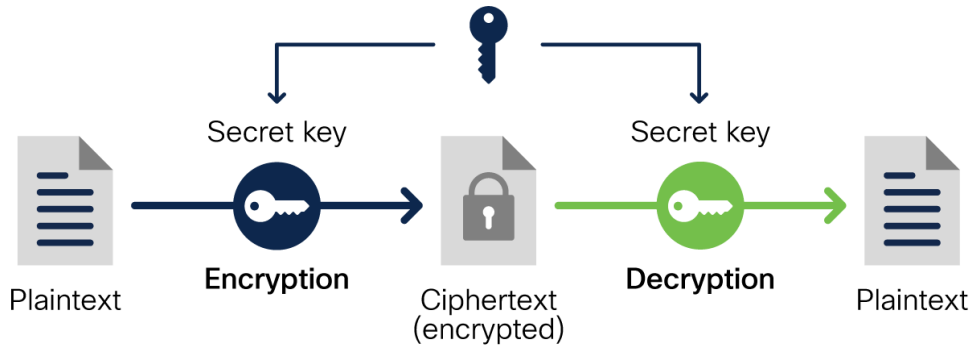 Secret key
Secret key
Encryption
Decryption
Plaintext
Ciphertext
(encrypted)
Plaintext